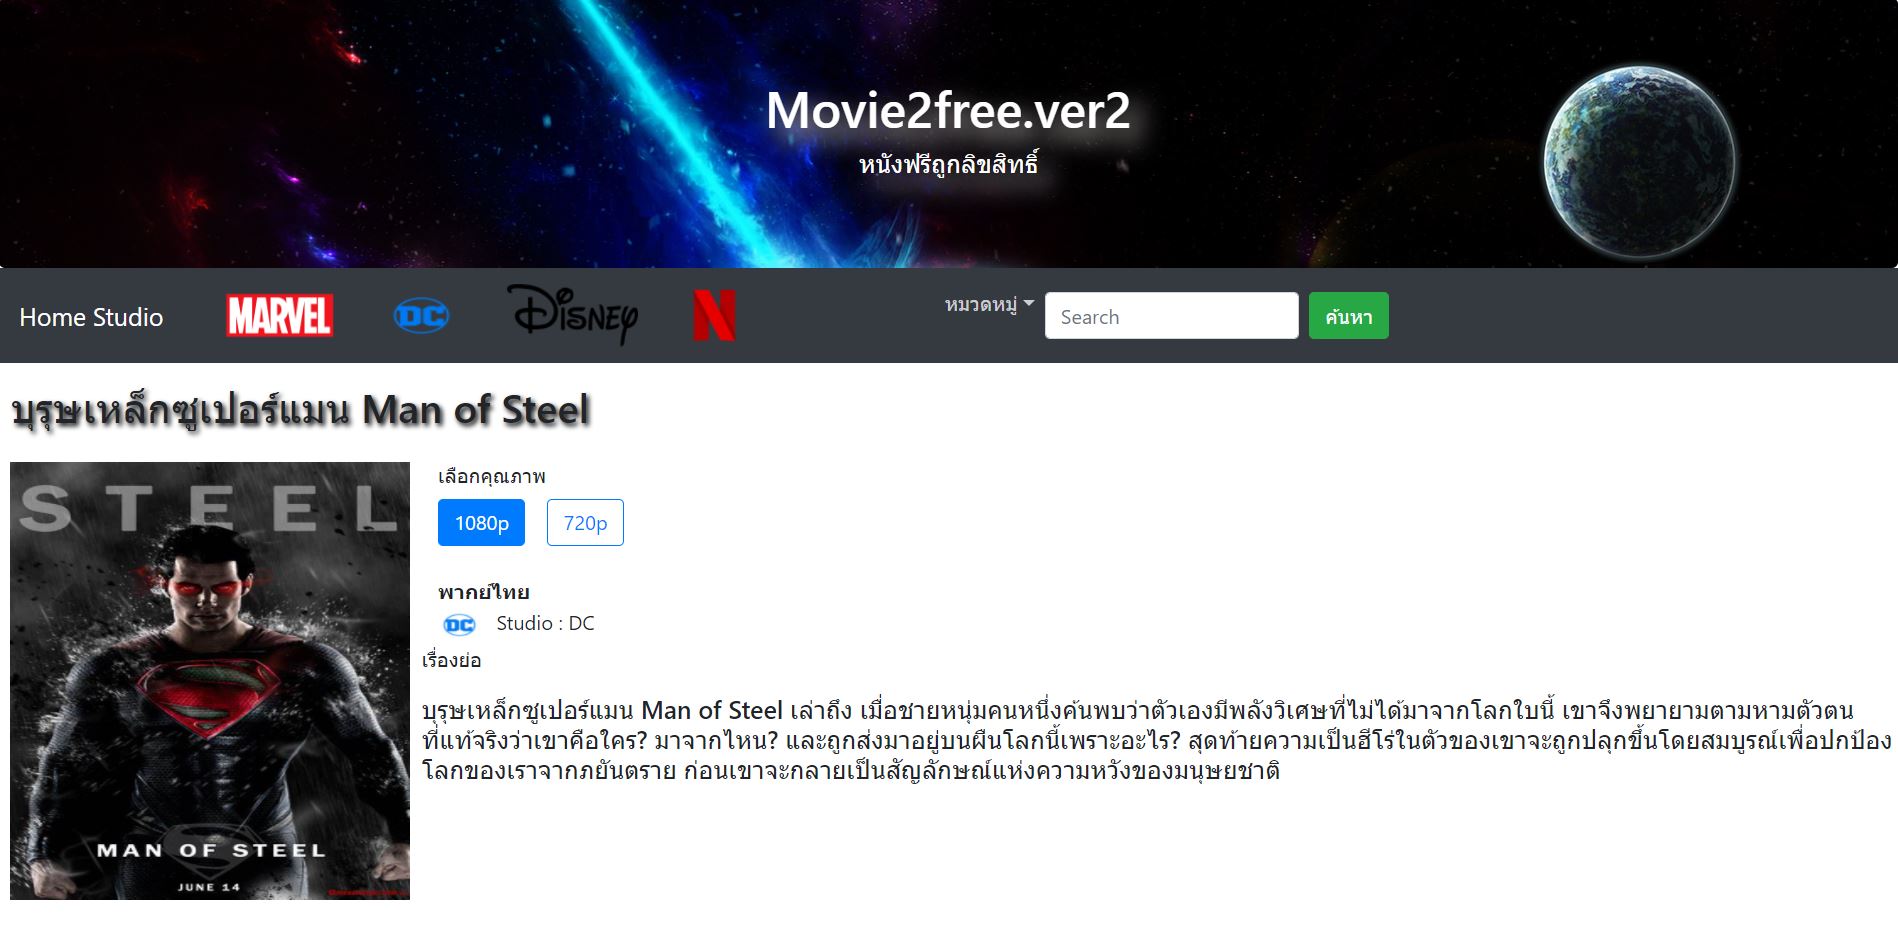 Movie2free.ver2
หนังฟรีถูกลิขสิทธิ์
Home Studio
MARVEL
DC
Disney
N
หมวดหมู่
Search
ค้นหา
บุรุษเหล็กซูเปอร์แมน Man of Steel
STEEL
MAN OF STEEL
JUNE 14
เลือกคุณภาพ
1080p
720p
พากย์ไทย
DC
Studio : DC
เรื่องย่อ
บุรุษเหล็กซูเปอร์แมน Man of Steel เล่าถึง เมื่อชายหนุ่มคนหนึ่งค้นพบว่าตัวเองมีพลังวิเศษที่ไม่ได้มาจากโลกใบนี้ เขาจึงพยายามตามหามตัวตน
ที่แท้จริงว่าเขาคือใคร? มาจากไหน? และถูกส่งมาอยู่บนผืนโลกนี้เพราะอะไร? สุดท้ายความเป็นฮีโร่ในตัวของเขาจะถูกปลุกขึ้นโดยสมบูรณ์เพื่อปกป้อง
โลกของเราจากภยันตราย ก่อนเขาจะกลายเป็นสัญลักษณ์แห่งความหวังของมนุษยชาติ